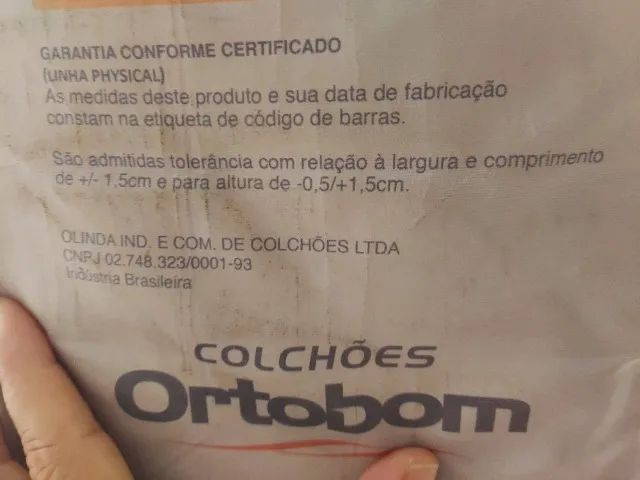 GARANTIA CONFORME CERTIFICADO
(LINHA PHYSICAL)
As medidas deste produto e sua data de fabricação
constam na etiqueta de código de barras.
São admitidas tolerância com relação à largura e comprimento
de +/- 1,5cm e para altura de -0,5/+1,5cm.
OLINDA IND. E COM. DE COLCHÕES LTDA
CNPJ 02.748.323/0001-93
Indústria Brasileira
COLCHÕES
Ortobom